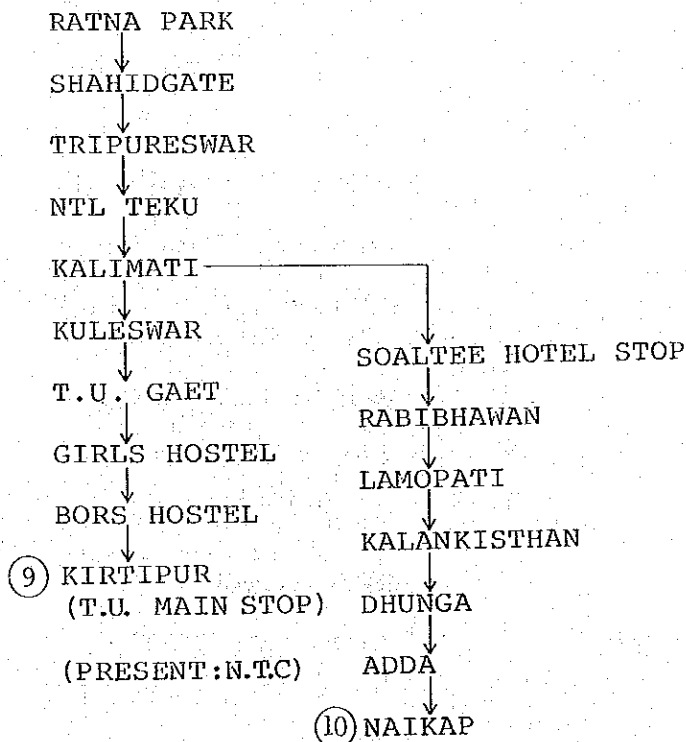 RATNA PARK
SHAHIDGATE
TRIPURESWAR
NTL TEKU
KALIMATI
KULESWAR
T.U. GAET
GIRLS HOSTEL
BORS HOSTEL
⑨ KIRTIPUR
(T.U. MAIN STOP)
(PRESENT:N.T.C)
SOALTEE HOTEL STOP
RABIBHAWAN
LAMOPATI
KALANKISTHAN
DHUNGA
ADDA
⑩ NAIKAP